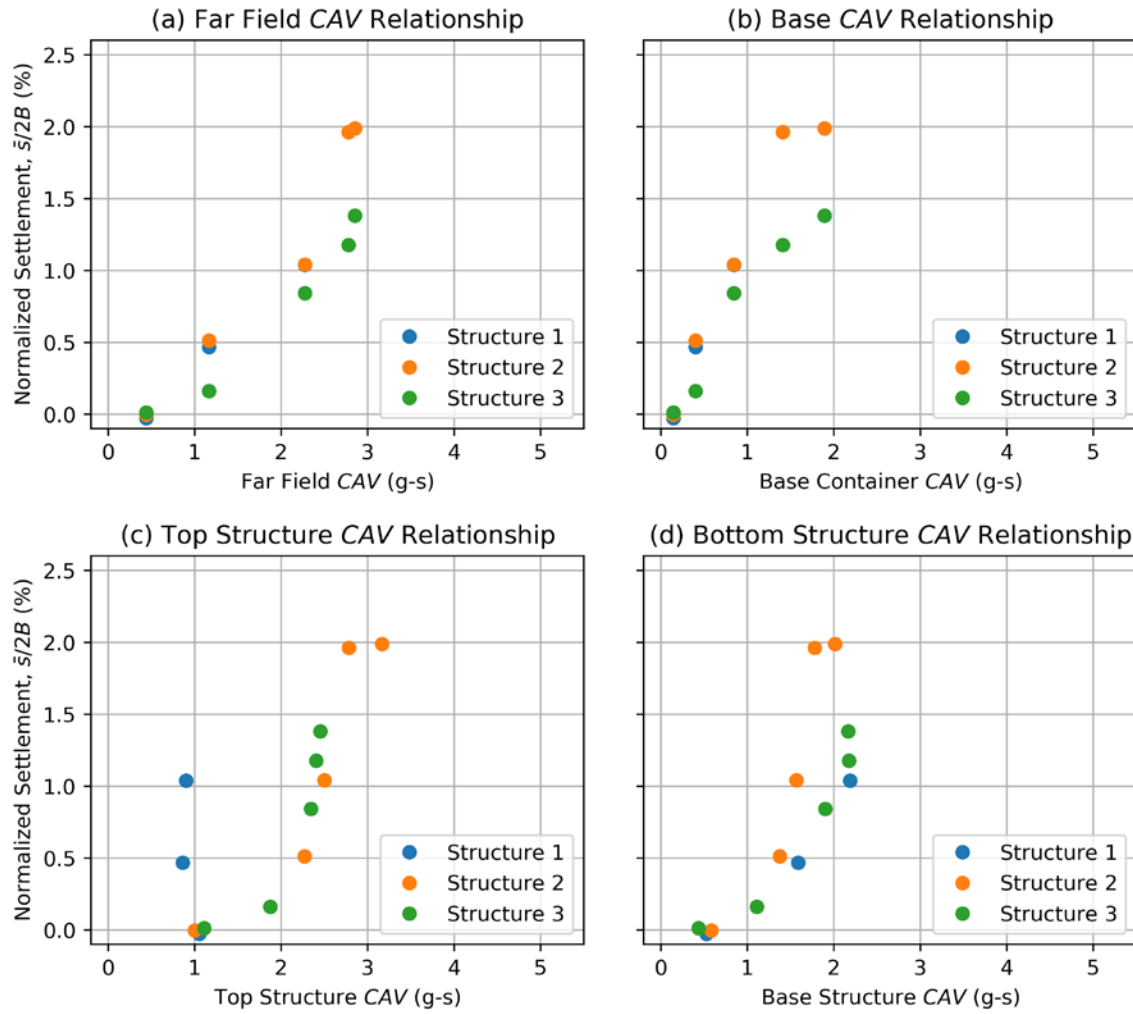 (a) Far Field CAV Relationship
Normalized Settlement, s̄/2B (%)
2.5
2.0
1.5
1.0
0.5
0.0
0 1 2 3 4 5
Far Field CAV (g-s)
Structure 1
Structure 2
Structure 3
(b) Base CAV Relationship
0 1 2 3 4 5
Base Container CAV (g-s)
Structure 1
Structure 2
Structure 3
(c) Top Structure CAV Relationship
Normalized Settlement, s̄/2B (%)
2.5
2.0
1.5
1.0
0.5
0.0
0 1 2 3 4 5
Top Structure CAV (g-s)
Structure 1
Structure 2
Structure 3
(d) Bottom Structure CAV Relationship
0 1 2 3 4 5
Base Structure CAV (g-s)
Structure 1
Structure 2
Structure 3